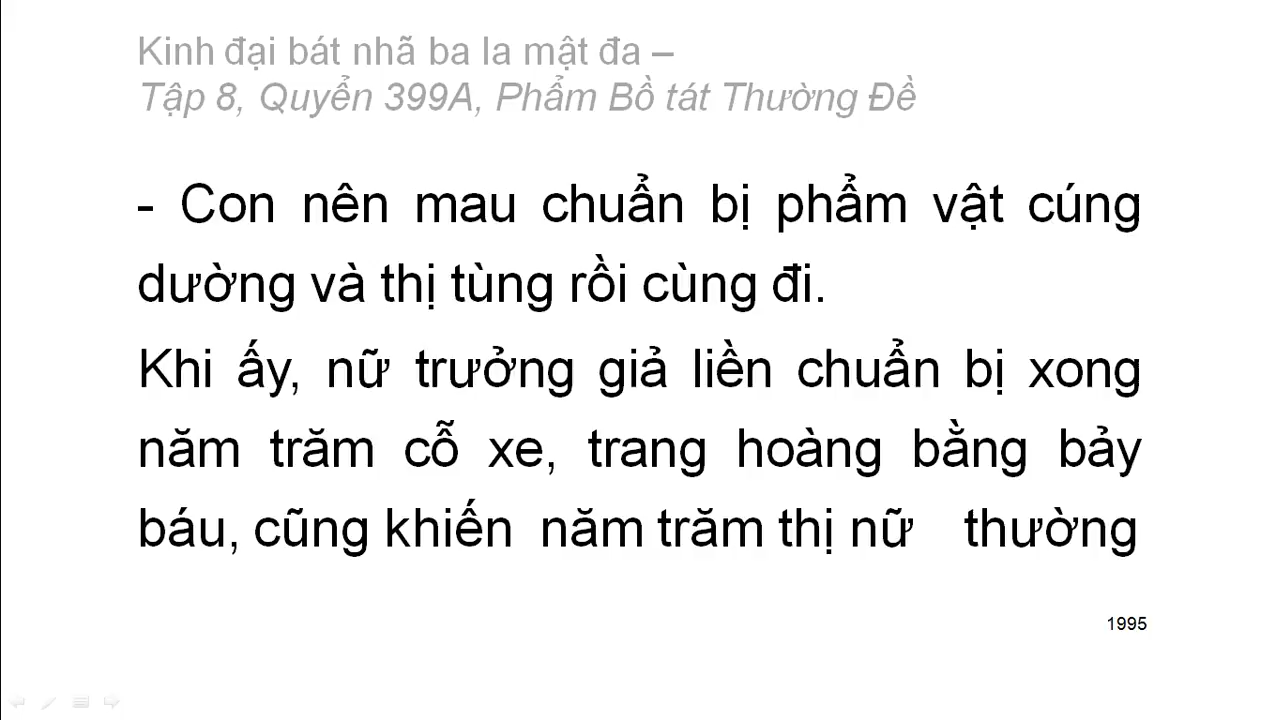 Kinh đại bát nhã ba la mật đa –
Tập 8, Quyển 399A, Phẩm Bồ tát Thường Đề
- Con nên mau chuẩn bị phẩm vật cúng
dường và thị tùng rồi cùng đi.
Khi ấy, nữ trưởng giả liền chuẩn bị xong
năm trăm cỗ xe, trang hoàng bằng bảy
báu, cũng khiến năm trăm thị nữ thường
1995